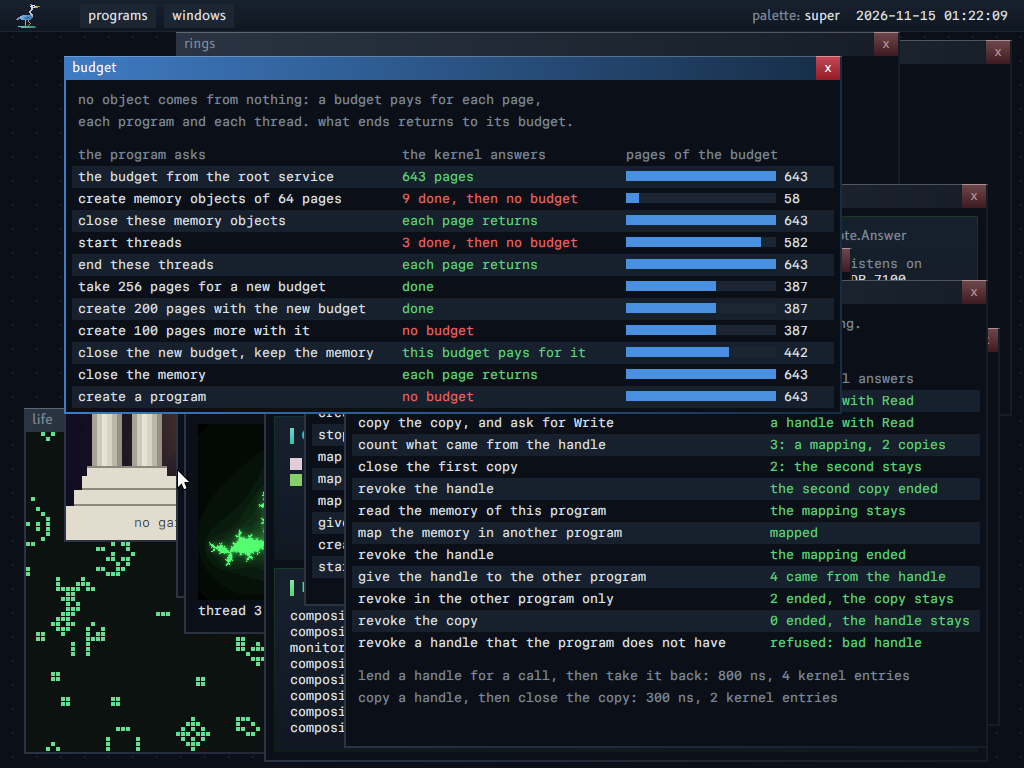 programs windows palette: super 2026-11-15 01:22:09
rings x
x
budget x
no object comes from nothing: a budget pays for each page,
each program and each thread. what ends returns to its budget.
the program asks the kernel answers pages of the budget
the budget from the root service 643 pages 643
create memory objects of 64 pages 9 done, then no budget 58
close these memory objects each page returns 643
start threads 3 done, then no budget 582
end these threads each page returns 643
take 256 pages for a new budget done 387
create 200 pages with the new budget done 387
create 100 pages more with it no budget 387
close the new budget, keep the memory this budget pays for it 442
close the memory each page returns 643
create a program no budget 643
x
x
answers
with Read
copy the copy, and ask for Write a handle with Read
count what came from the handle 3: a mapping, 2 copies
close the first copy 2: the second stays
revoke the handle the second copy ended
read the memory of this program the mapping stays
map the memory in another program mapped
revoke the handle the mapping ended
give the handle to the other program 4 came from the handle
revoke in the other program only 2 ended, the copy stays
revoke the copy 0 ended, the handle stays
revoke a handle that the program does not have refused: bad handle
lend a handle for a call, then take it back: 800 ns, 4 kernel entries
copy a handle, then close the copy: 300 ns, 2 kernel entries
life
no
thread 3
map
map
map